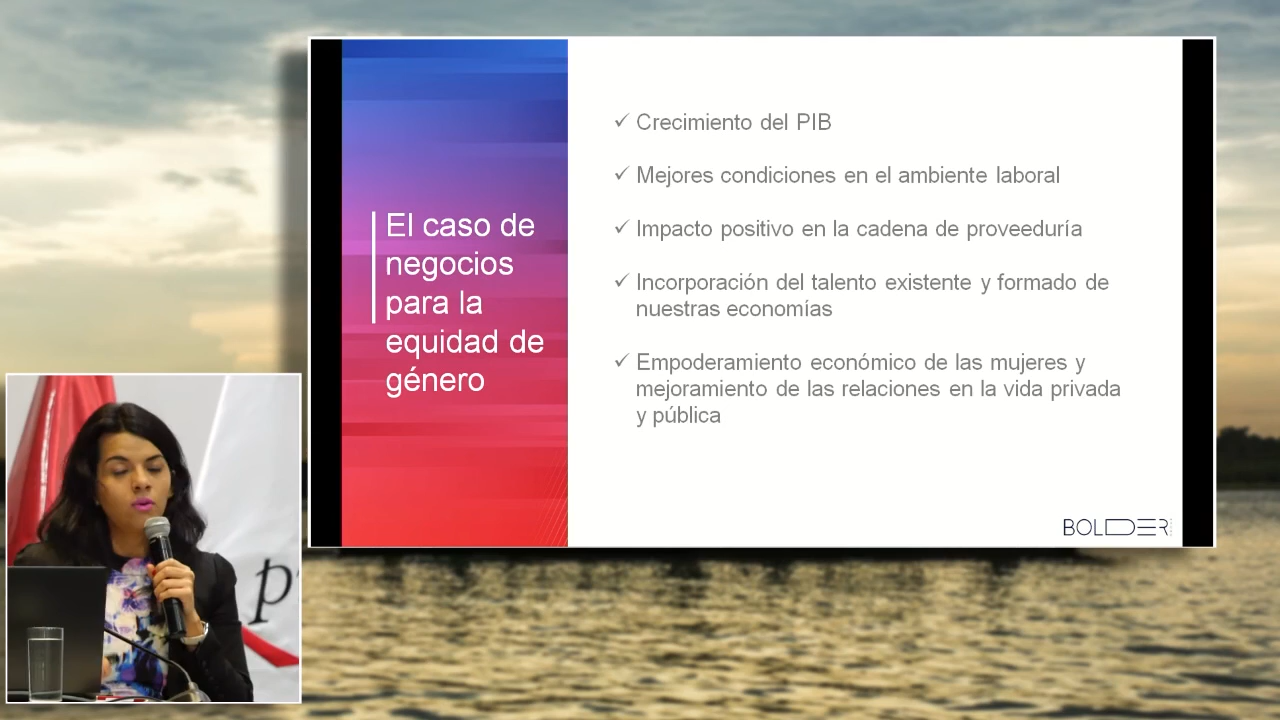 El caso de
negocios
para la
equidad de
género
✓ Crecimiento del PIB
✓ Mejores condiciones en el ambiente laboral
✓ Impacto positivo en la cadena de proveeduría
✓ Incorporación del talento existente y formado de
nuestras economías
✓ Empoderamiento económico de las mujeres y
mejoramiento de las relaciones en la vida privada
y pública
BOLDER